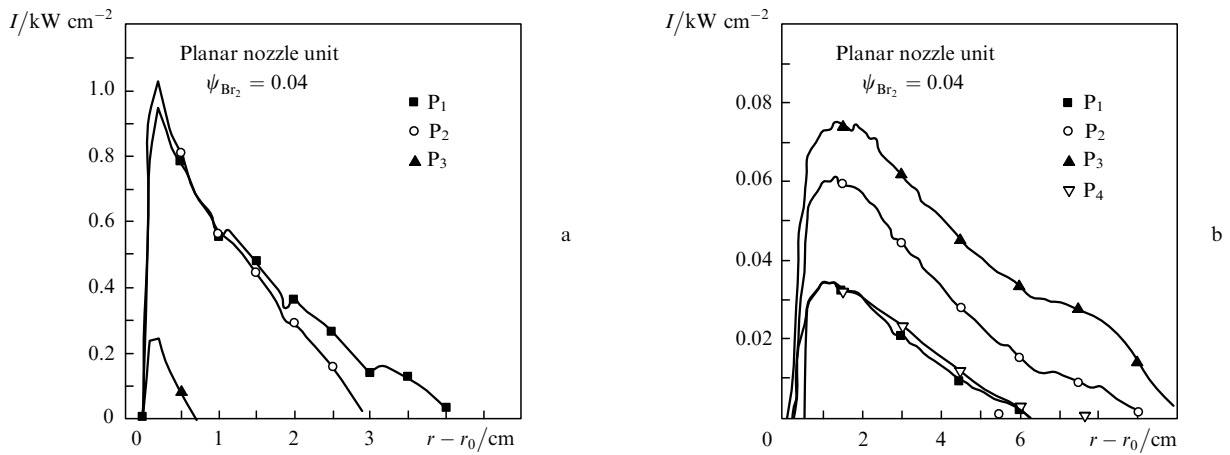 I/kW cm⁻²
Planar nozzle unit
ψBr₂ = 0.04
P₁
P₂
P₃
1.0
0.8
0.6
0.4
0.2
0
0 1 2 3 r − r₀/cm
a
I/kW cm⁻²
Planar nozzle unit
ψBr₂ = 0.04
P₁
P₂
P₃
P₄
0.08
0.06
0.04
0.02
0 2 4 6 r − r₀/cm
b